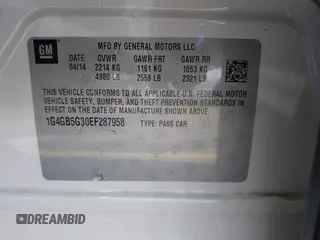 GM
MFD BY GENERAL MOTORS LLC
04/14
GVWR GAWR FRT GAWR RR
2214 KG 1161 KG 1053 KG
4880 LB 2559 LB 2321 LB
THIS VEHICLE CONFORMS TO ALL APPLICABLE U.S. FEDERAL MOTOR
VEHICLE SAFETY, BUMPER, AND THEFT PREVENTION STANDARDS IN
EFFECT ON THE DATE OF MANUFACTURE SHOWN ABOVE.
1G4GB5G30EF287958 TYPE: PASS CAR
DREAMBID